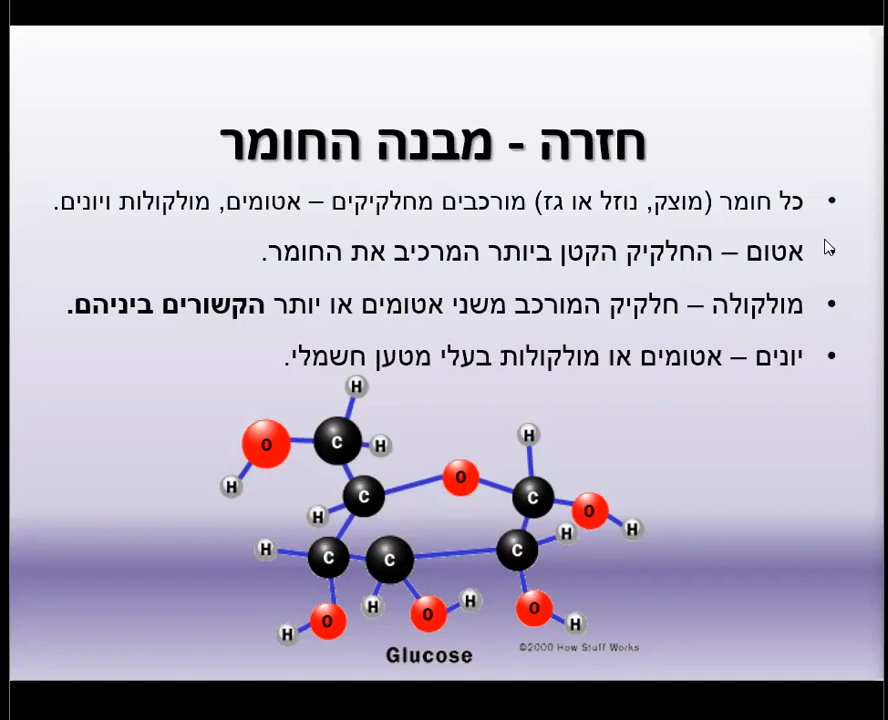 חזרה - מבנה החומר
• כל חומר (מוצק, נוזל או גז) מורכבים מחלקיקים – אטומים, מולקולות ויונים.
אטום – החלקיק הקטן ביותר המרכיב את החומר.
• מולקולה – חלקיק המורכב משני אטומים או יותר הקשורים ביניהם.
• יונים – אטומים או מולקולות בעלי מטען חשמלי.
H
O C H
H
H
C O C
H O H
H
H C C C
H
H O H
O O
H H
©2000 How Stuff Works
Glucose